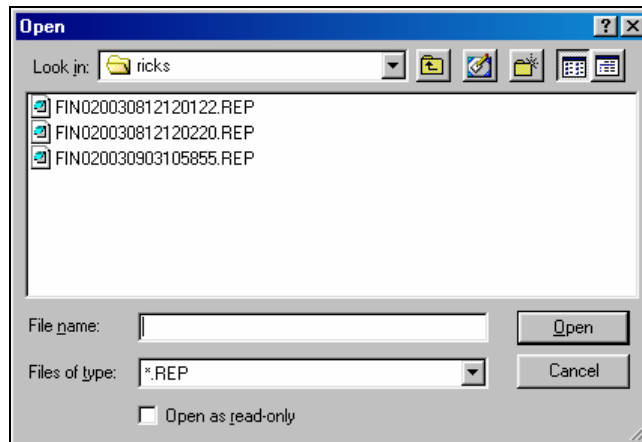 Open
Look in: ricks
FIN020030812120122.REP
FIN020030812120220.REP
FIN020030903105855.REP
File name: Open
Files of type: *.REP Cancel
Open as read-only